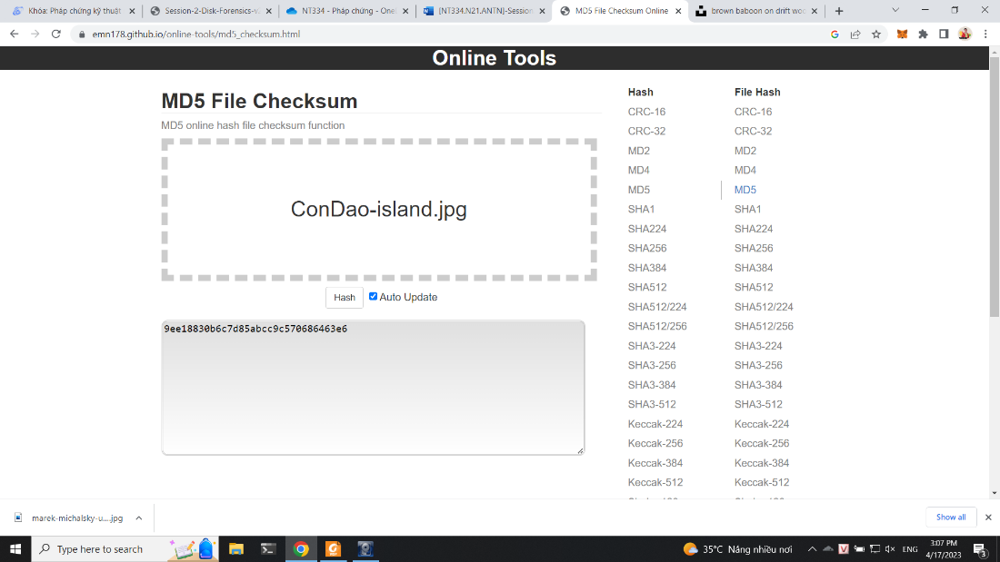 Khóa: Pháp chứng kỹ thuật
Session-2-Disk-Forensics-v
NT334 - Pháp chứng - One
[NT334.N21.ANTN]-Session
MD5 File Checksum Online
brown baboon on drift woo
emn178.github.io/online-tools/md5_checksum.html
Online Tools
MD5 File Checksum
MD5 online hash file checksum function
ConDao-island.jpg
Hash
Auto Update
9ee18830b6c7d85abcc9c570686463e6
Hash
CRC-16
CRC-32
MD2
MD4
MD5
SHA1
SHA224
SHA256
SHA384
SHA512
SHA512/224
SHA512/256
SHA3-224
SHA3-256
SHA3-384
SHA3-512
Keccak-224
Keccak-256
Keccak-384
Keccak-512
File Hash
CRC-16
CRC-32
MD2
MD4
MD5
SHA1
SHA224
SHA256
SHA384
SHA512
SHA512/224
SHA512/256
SHA3-224
SHA3-256
SHA3-384
SHA3-512
Keccak-224
Keccak-256
Keccak-384
Keccak-512
marek-michalsky-u....jpg
Show all
Type here to search
35°C Nắng nhiều nơi
ENG
3:07 PM
4/17/2023
3